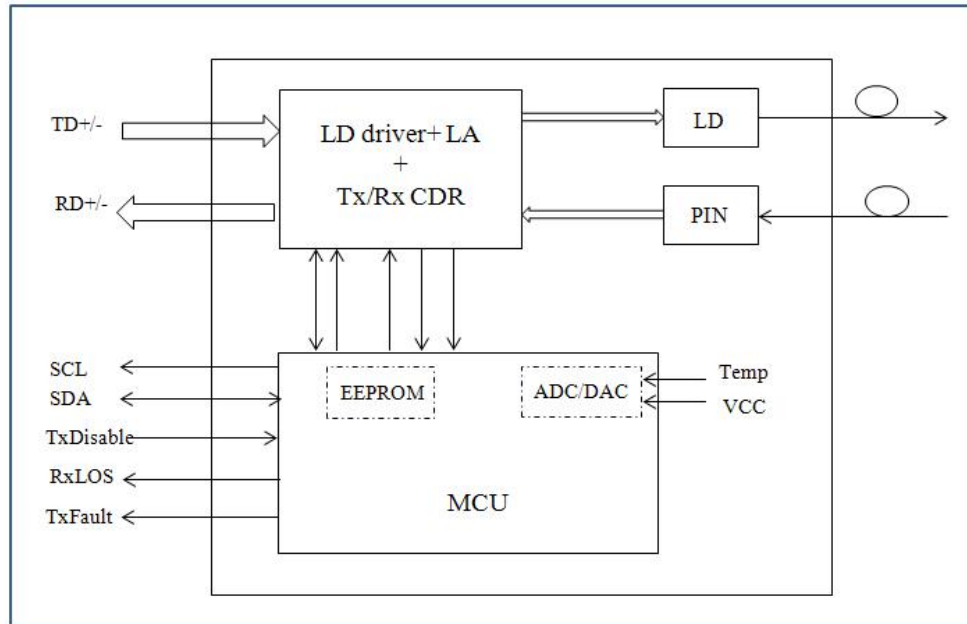 TD+/-
RD+/-
LD driver+ LA
+
Tx/Rx CDR
LD
PIN
SCL
SDA
TxDisable
RxLOS
TxFault
EEPROM
ADC/DAC
Temp
VCC
MCU